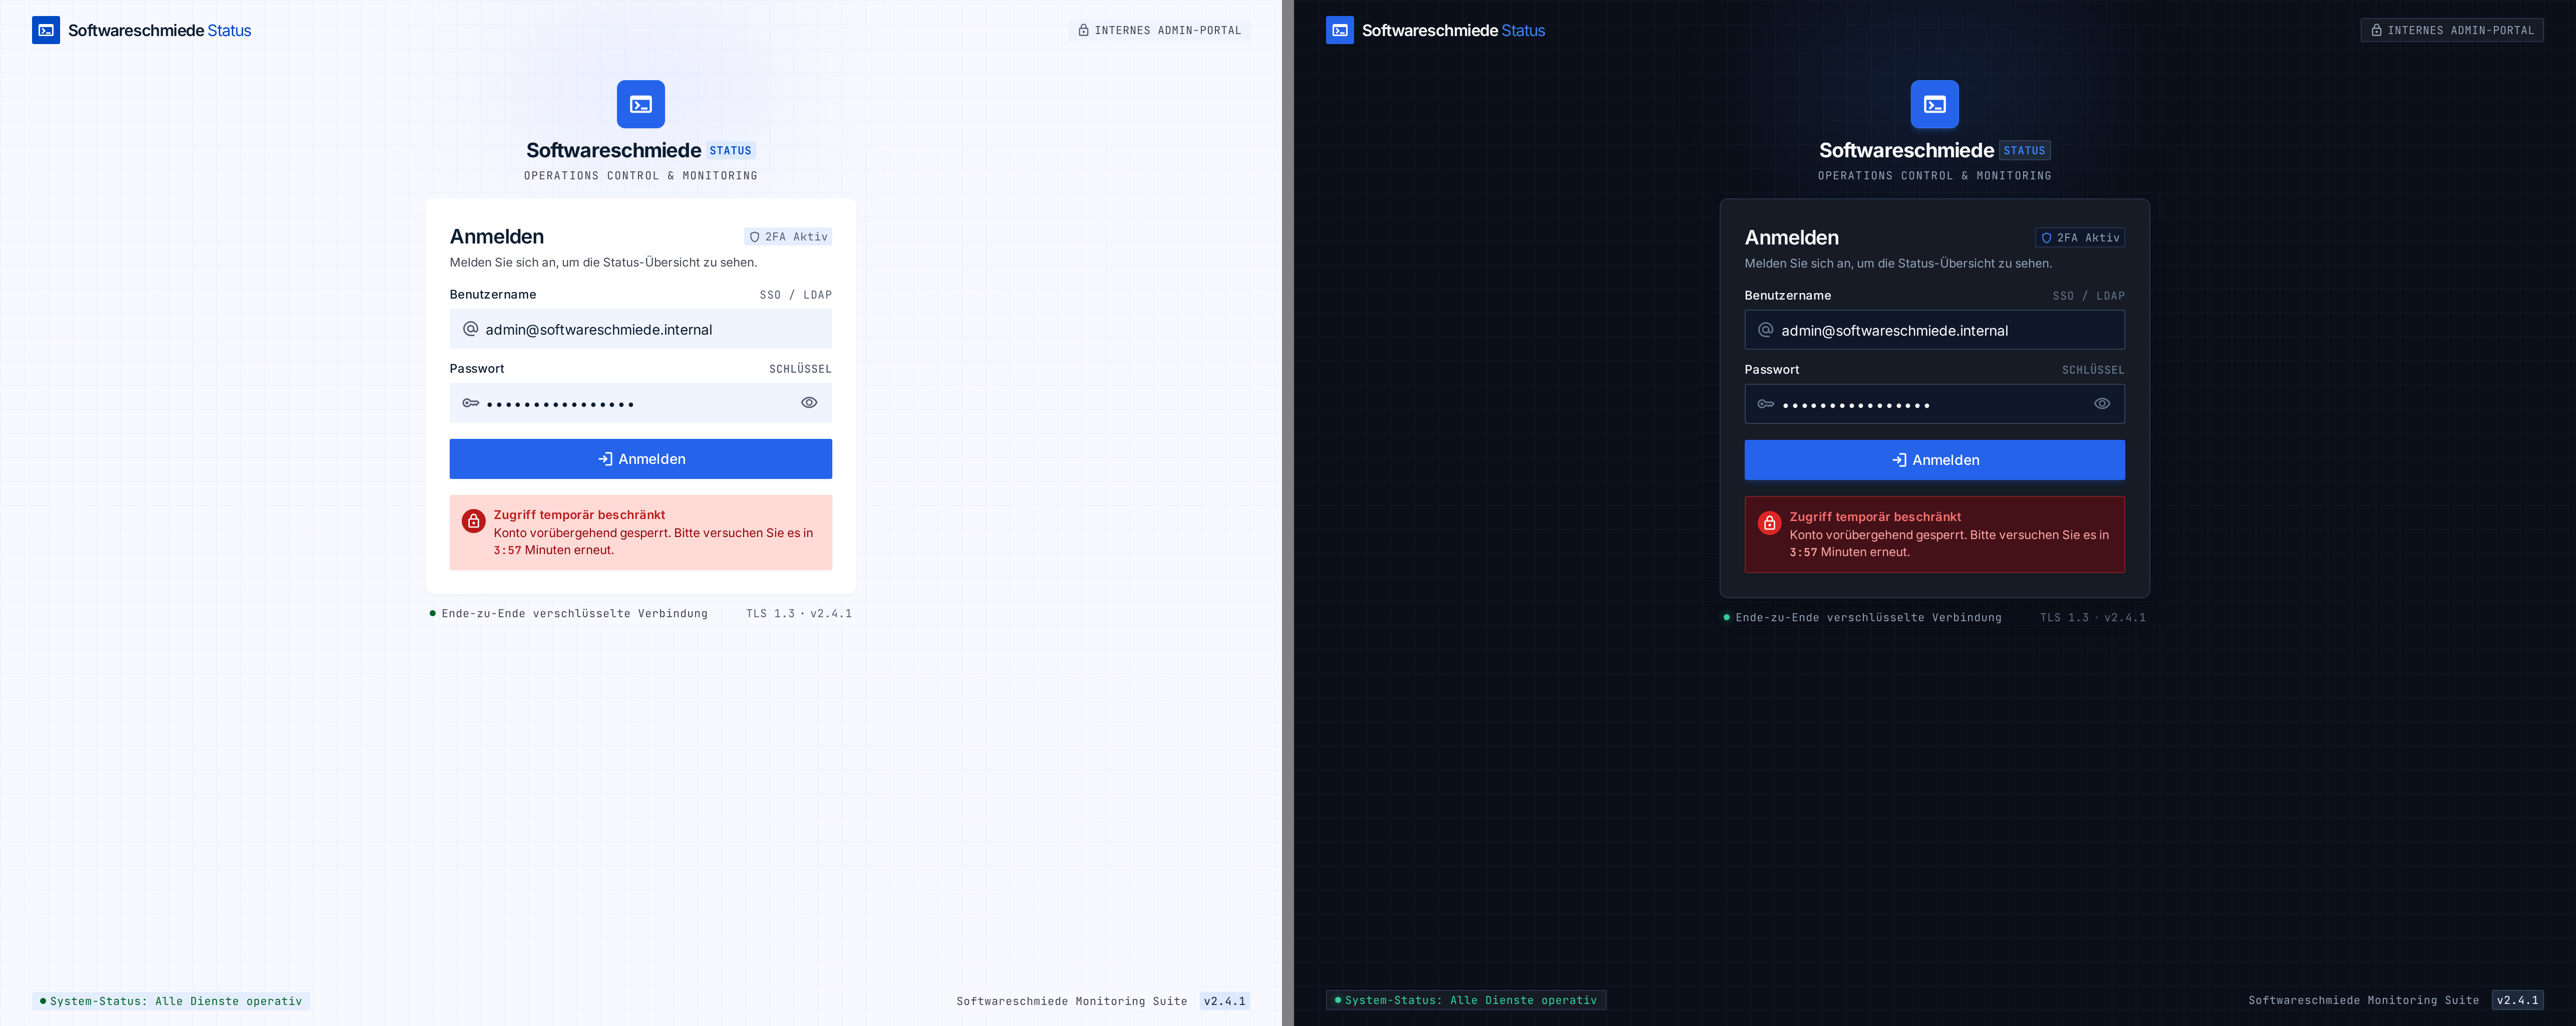 Softwareschmiede Status
INTERNES ADMIN-PORTAL
Softwareschmiede STATUS
OPERATIONS CONTROL & MONITORING
Anmelden
2FA Aktiv
Melden Sie sich an, um die Status-Übersicht zu sehen.
Benutzername
SSO / LDAP
admin@softwareschmiede.internal
Passwort
SCHLÜSSEL
•••••••••••••••
Anmelden
Zugriff temporär beschränkt
Konto vorübergehend gesperrt. Bitte versuchen Sie es in
3:57 Minuten erneut.
Ende-zu-Ende verschlüsselte Verbindung
TLS 1.3 · v2.4.1
System-Status: Alle Dienste operativ
Softwareschmiede Monitoring Suite
v2.4.1
Softwareschmiede Status
INTERNES ADMIN-PORTAL
Softwareschmiede STATUS
OPERATIONS CONTROL & MONITORING
Anmelden
2FA Aktiv
Melden Sie sich an, um die Status-Übersicht zu sehen.
Benutzername
SSO / LDAP
admin@softwareschmiede.internal
Passwort
SCHLÜSSEL
•••••••••••••••
Anmelden
Zugriff temporär beschränkt
Konto vorübergehend gesperrt. Bitte versuchen Sie es in
3:57 Minuten erneut.
Ende-zu-Ende verschlüsselte Verbindung
TLS 1.3 · v2.4.1
System-Status: Alle Dienste operativ
Softwareschmiede Monitoring Suite
v2.4.1